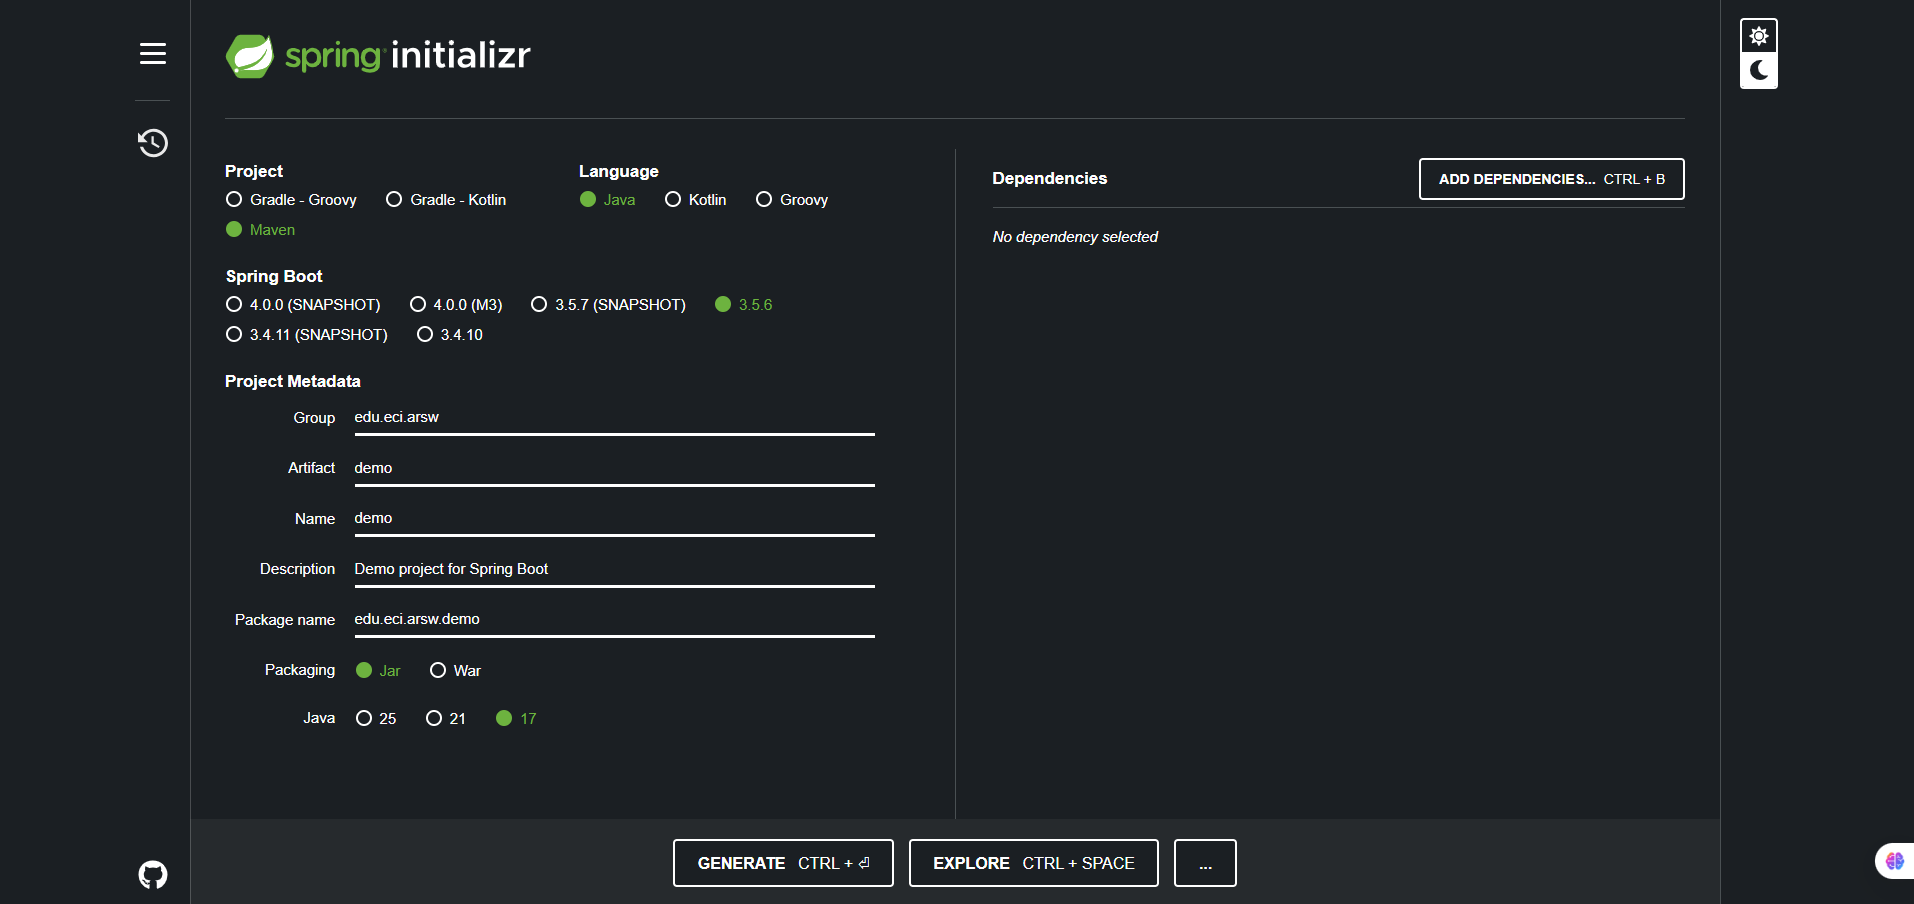 spring initializr
Project
Gradle - Groovy Gradle - Kotlin
Maven
Language
Java Kotlin Groovy
Spring Boot
4.0.0 (SNAPSHOT) 4.0.0 (M3) 3.5.7 (SNAPSHOT) 3.5.6
3.4.11 (SNAPSHOT) 3.4.10
Project Metadata
Group edu.eci.arsw
Artifact demo
Name demo
Description Demo project for Spring Boot
Package name edu.eci.arsw.demo
Packaging Jar War
Java 25 21 17
Dependencies ADD DEPENDENCIES... CTRL + B
No dependency selected
GENERATE CTRL + ⏎ EXPLORE CTRL + SPACE ...